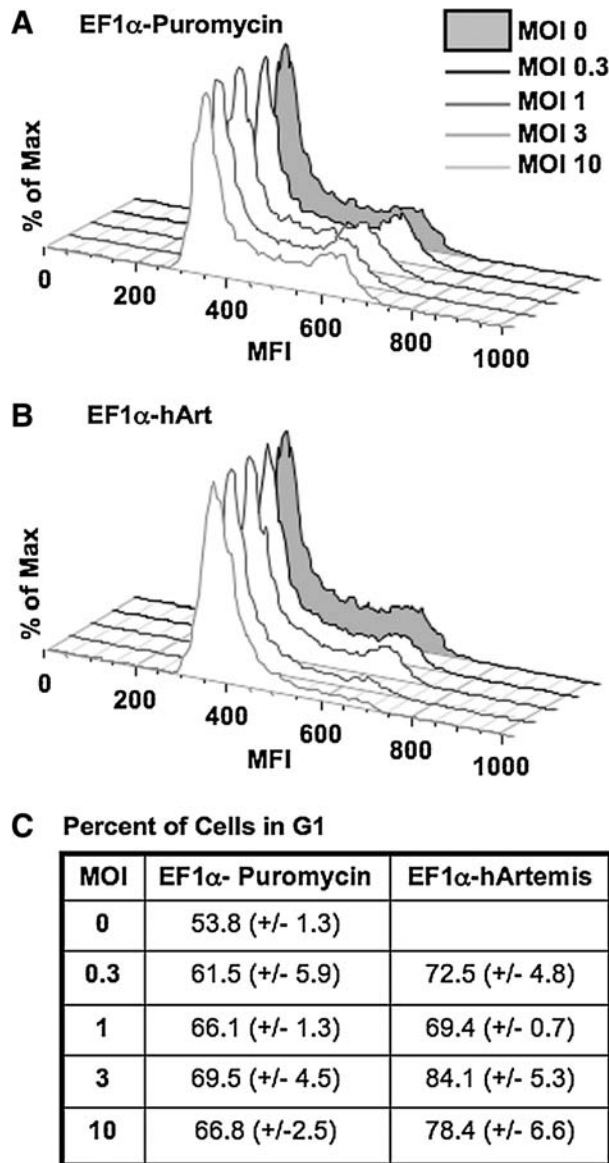 A EF1α-Puromycin
MOI 0
MOI 0.3
MOI 1
MOI 3
MOI 10
% of Max
0 200 400 600 800 1000
MFI
B EF1α-hArt
% of Max
0 200 400 600 800 1000
MFI
C Percent of Cells in G1
MOI EF1α- Puromycin EF1α-hArtemis
0 53.8 (+/- 1.3)
0.3 61.5 (+/- 5.9) 72.5 (+/- 4.8)
1 66.1 (+/- 1.3) 69.4 (+/- 0.7)
3 69.5 (+/- 4.5) 84.1 (+/- 5.3)
10 66.8 (+/-2.5) 78.4 (+/- 6.6)